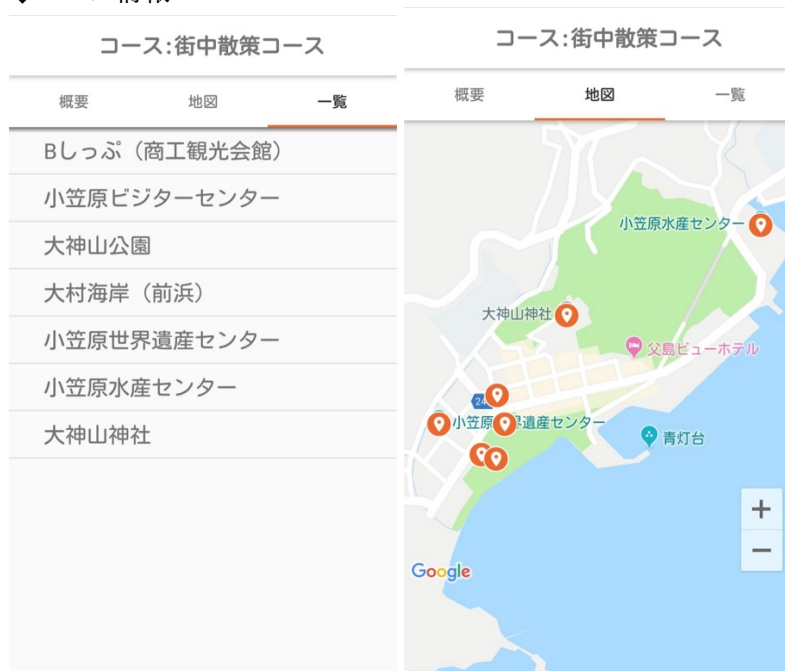 コース:街中散策コース
概要
地図
一覧
Bしっぷ（商工観光会館）
小笠原ビジターセンター
大神山公園
大村海岸（前浜）
小笠原世界遺産センター
小笠原水産センター
大神山神社
コース:街中散策コース
概要
地図
一覧
小笠原水産センター
大神山神社
父島ビューホテル
24
小笠原 界遺産センター
青灯台
+
−
Google